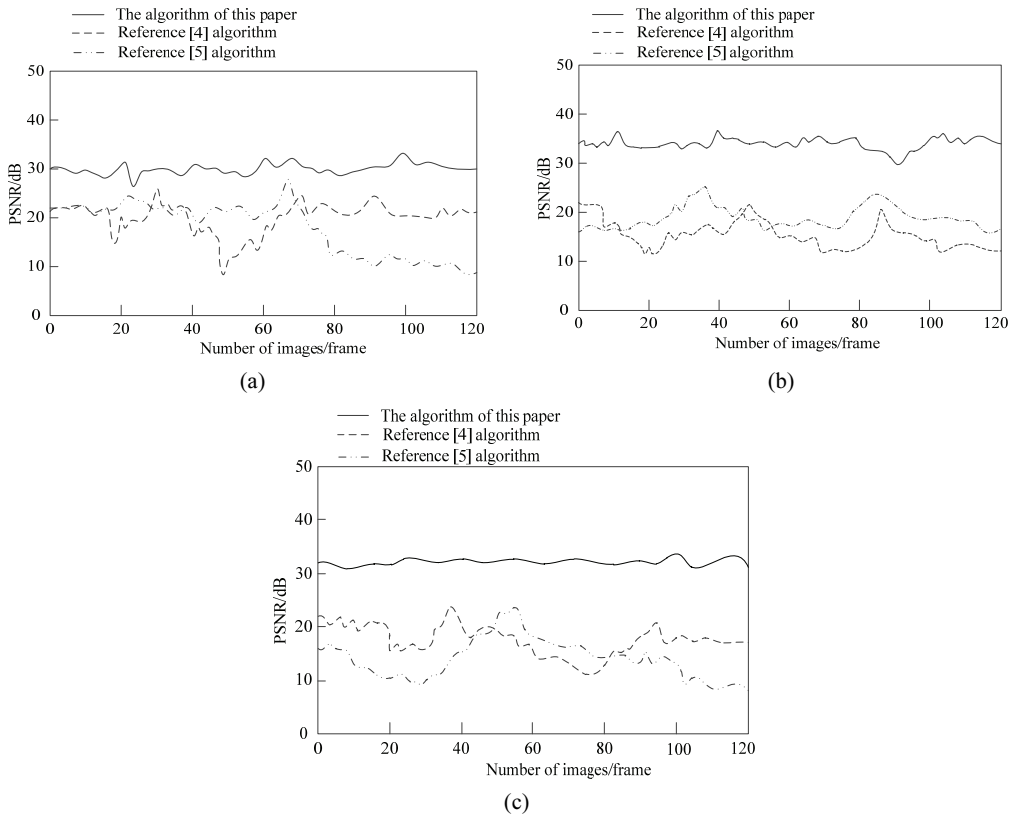 The algorithm of this paper
Reference [4] algorithm
Reference [5] algorithm
50
40
30
20
10
0
PSNR/dB
0 20 40 60 80 100 120
Number of images/frame
(a)
The algorithm of this paper
Reference [4] algorithm
Reference [5] algorithm
50
40
30
20
10
0
PSNR/dB
0 20 40 60 80 100 120
Number of images/frame
(b)
The algorithm of this paper
Reference [4] algorithm
Reference [5] algorithm
50
40
30
20
10
0
PSNR/dB
0 20 40 60 80 100 120
Number of images/frame
(c)